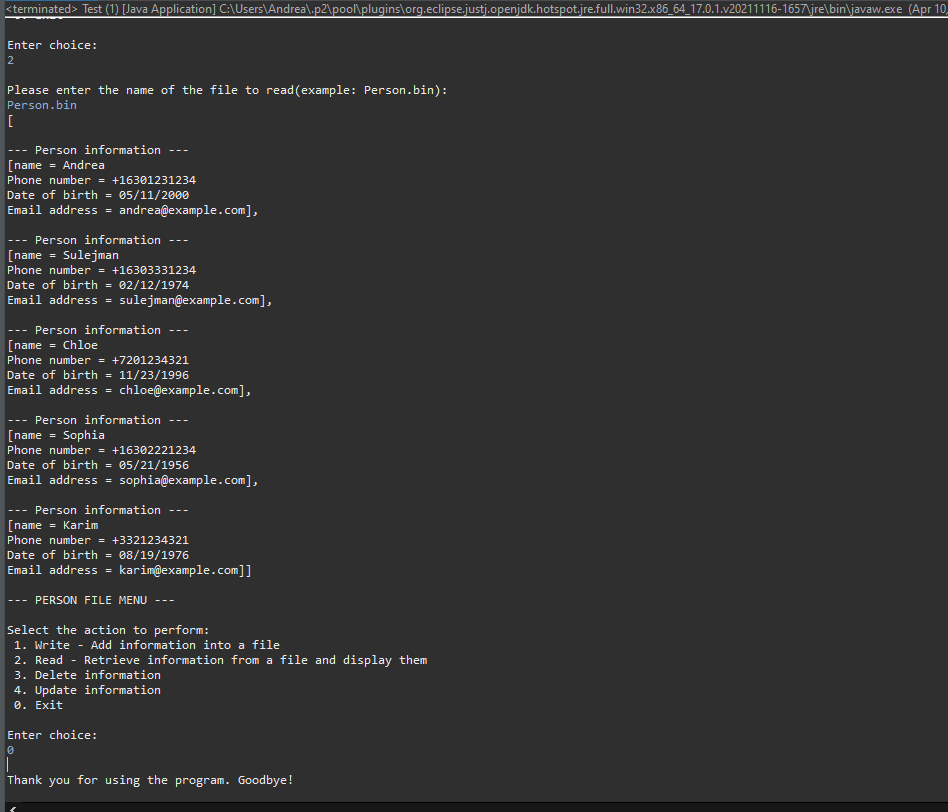 <terminated> Test (1) [Java Application] C:\Users\Andrea\.p2\pool\plugins\org.eclipse.justj.openjdk.hotspot.jre.full.win32.x86_64_17.0.1.v20211116-1657\jre\bin\javaw.exe (Apr 10,
Enter choice:
2
Please enter the name of the file to read(example: Person.bin):
Person.bin
[
--- Person information ---
[name = Andrea
Phone number = +16301231234
Date of birth = 05/11/2000
Email address = andrea@example.com],
--- Person information ---
[name = Sulejman
Phone number = +16303331234
Date of birth = 02/12/1974
Email address = sulejman@example.com],
--- Person information ---
[name = Chloe
Phone number = +7201234321
Date of birth = 11/23/1996
Email address = chloe@example.com],
--- Person information ---
[name = Sophia
Phone number = +16302221234
Date of birth = 05/21/1956
Email address = sophia@example.com],
--- Person information ---
[name = Karim
Phone number = +3321234321
Date of birth = 08/19/1976
Email address = karim@example.com]]
--- PERSON FILE MENU ---
Select the action to perform:
1. Write - Add information into a file
2. Read - Retrieve information from a file and display them
3. Delete information
4. Update information
0. Exit
Enter choice:
0
Thank you for using the program. Goodbye!